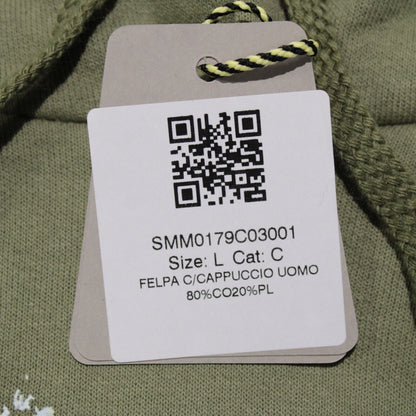 SMM0179C03001
Size: L Cat: C
FELPA C/CAPPUCCIO UOMO
80%CO20%PL